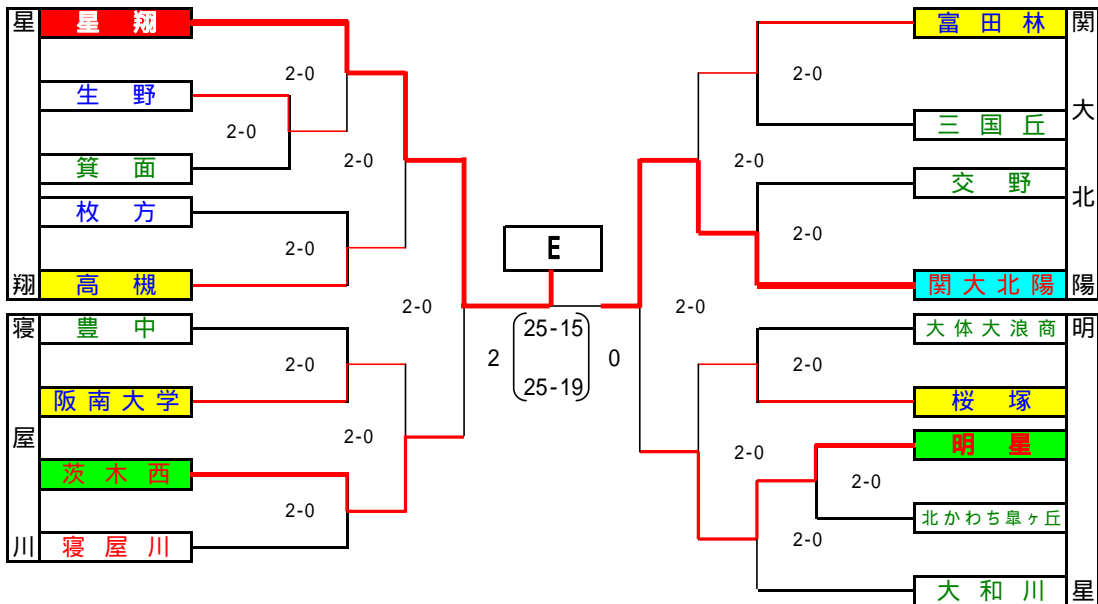 星翔
星翔
2-0
生野
2-0
箕面
2-0
枚方
2-0
高槻
2-0
寝屋川
豊中
2-0
阪南大学
2-0
茨木西
2-0
寝屋川
E
2
25-15
25-19
0
関大北陽
富田林
2-0
三国丘
2-0
交野
2-0
関大北陽
2-0
明星
大体大浪商
2-0
桜塚
2-0
明星
2-0
北かわち皐ヶ丘
2-0
大和川